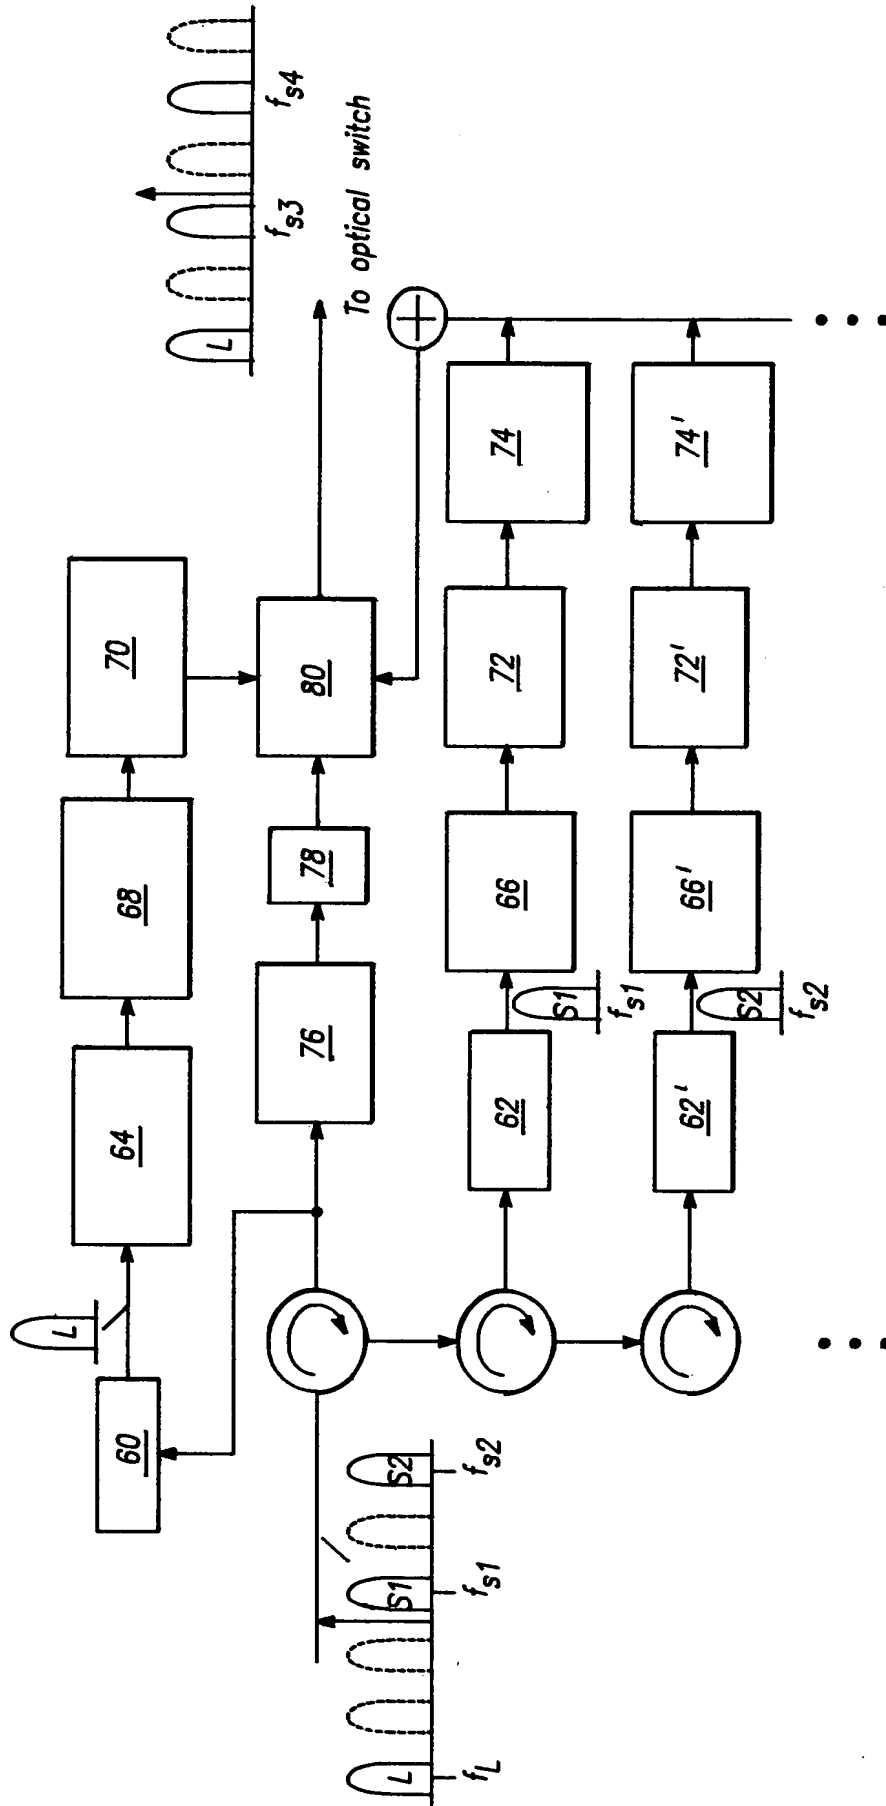 L
60
64
68
70
L
f_s3
f_s4
To optical switch
76
78
80
L
S1
S2
f_L
f_s1
f_s2
62
S1
f_s1
66
72
74
62'
S2
f_s2
66'
72'
74'